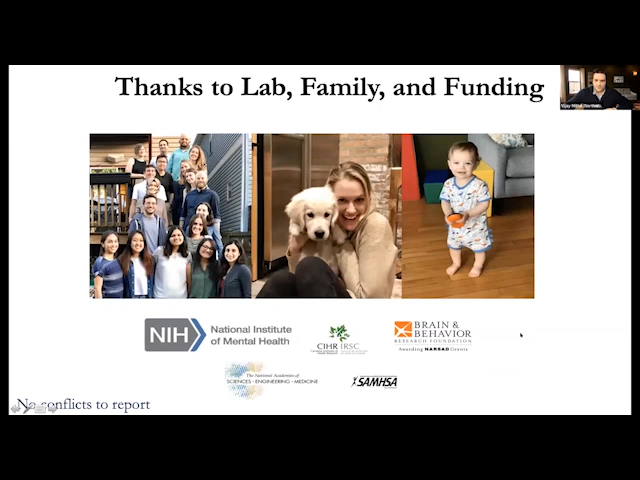 Thanks to Lab, Family, and Funding
NIH
National Institute
of Mental Health
CIHR IRSC
BRAIN &
BEHAVIOR
RESEARCH FOUNDATION
Awarding NARSAD Grants
The National Academies of
SCIENCES • ENGINEERING • MEDICINE
SAMHSA
No conflicts to report